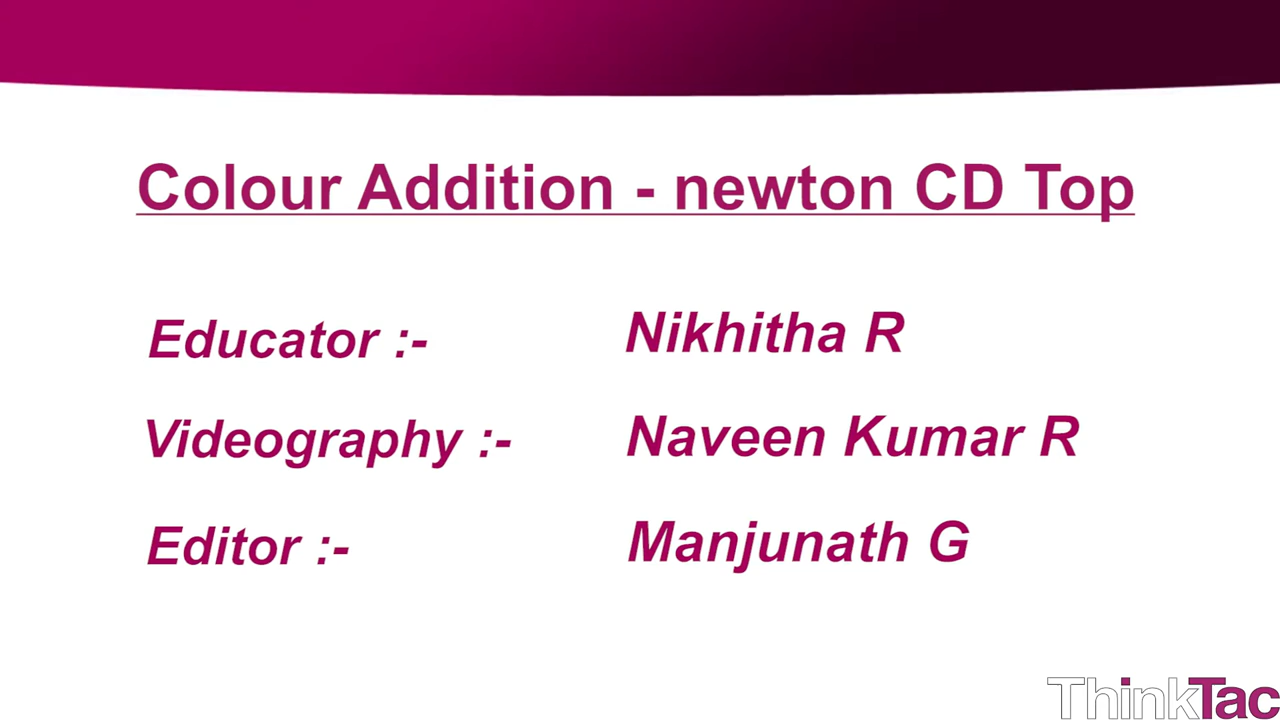 Colour Addition - newton CD Top
Educator :- Nikhitha R
Videography :- Naveen Kumar R
Editor :- Manjunath G
ThinkTac